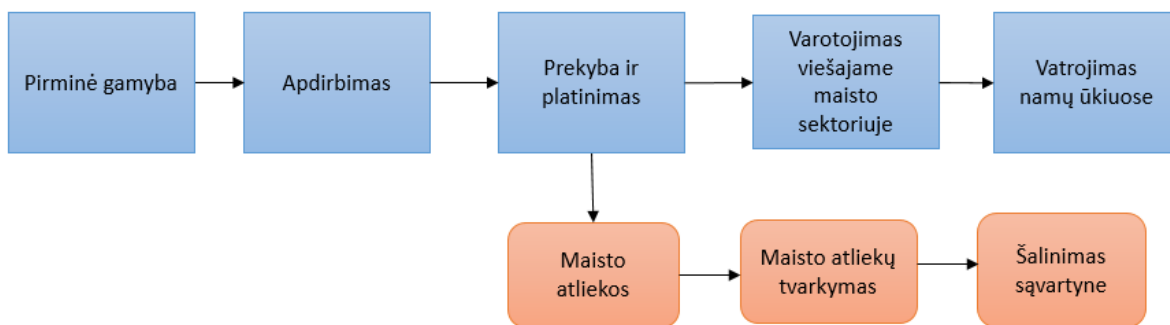 Pirminė gamyba
Apdirbimas
Prekyba ir
platinimas
Varotojimas
viešajame
maisto
sektoriuje
Vatrojimas
namų ūkiuose
Maisto
atliekos
Maisto atliekų
tvarkymas
Šalinimas
sąvartyne